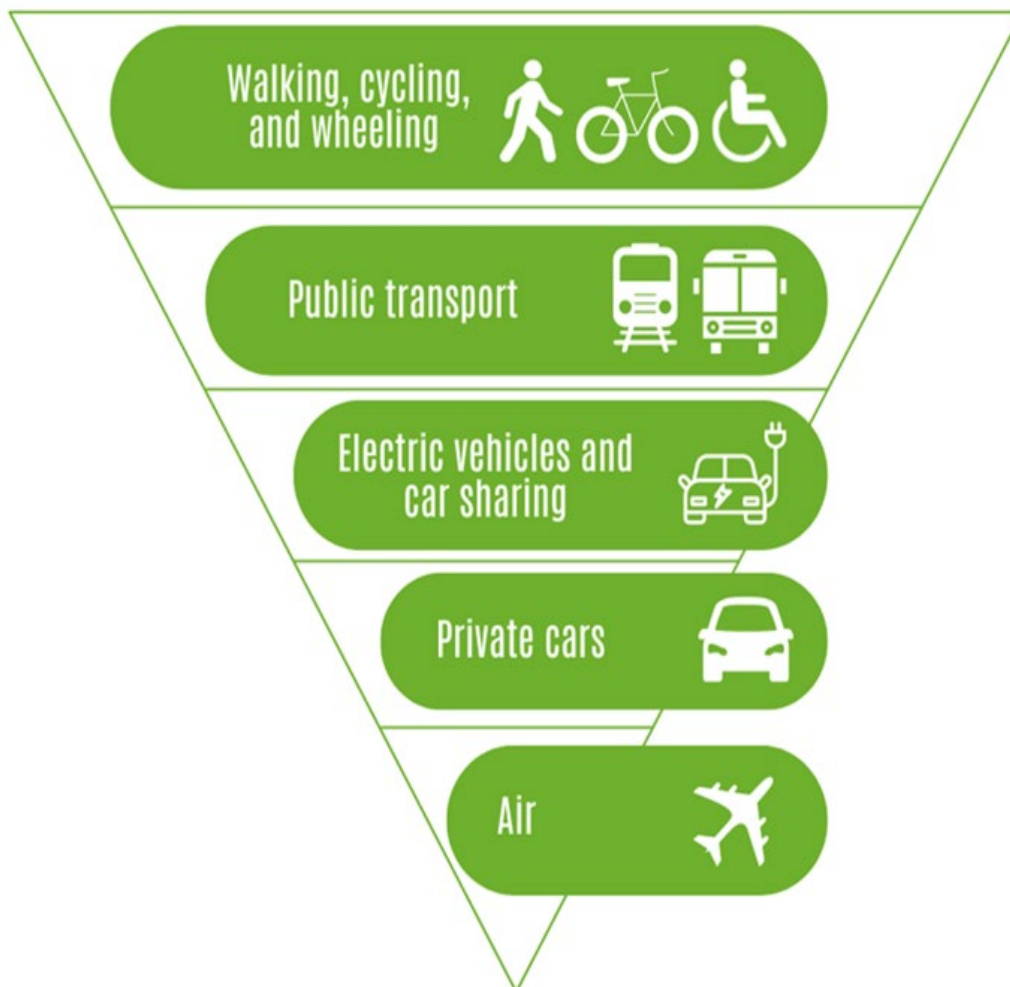 Walking, cycling,
and wheeling
Public transport
Electric vehicles and
car sharing
Private cars
Air